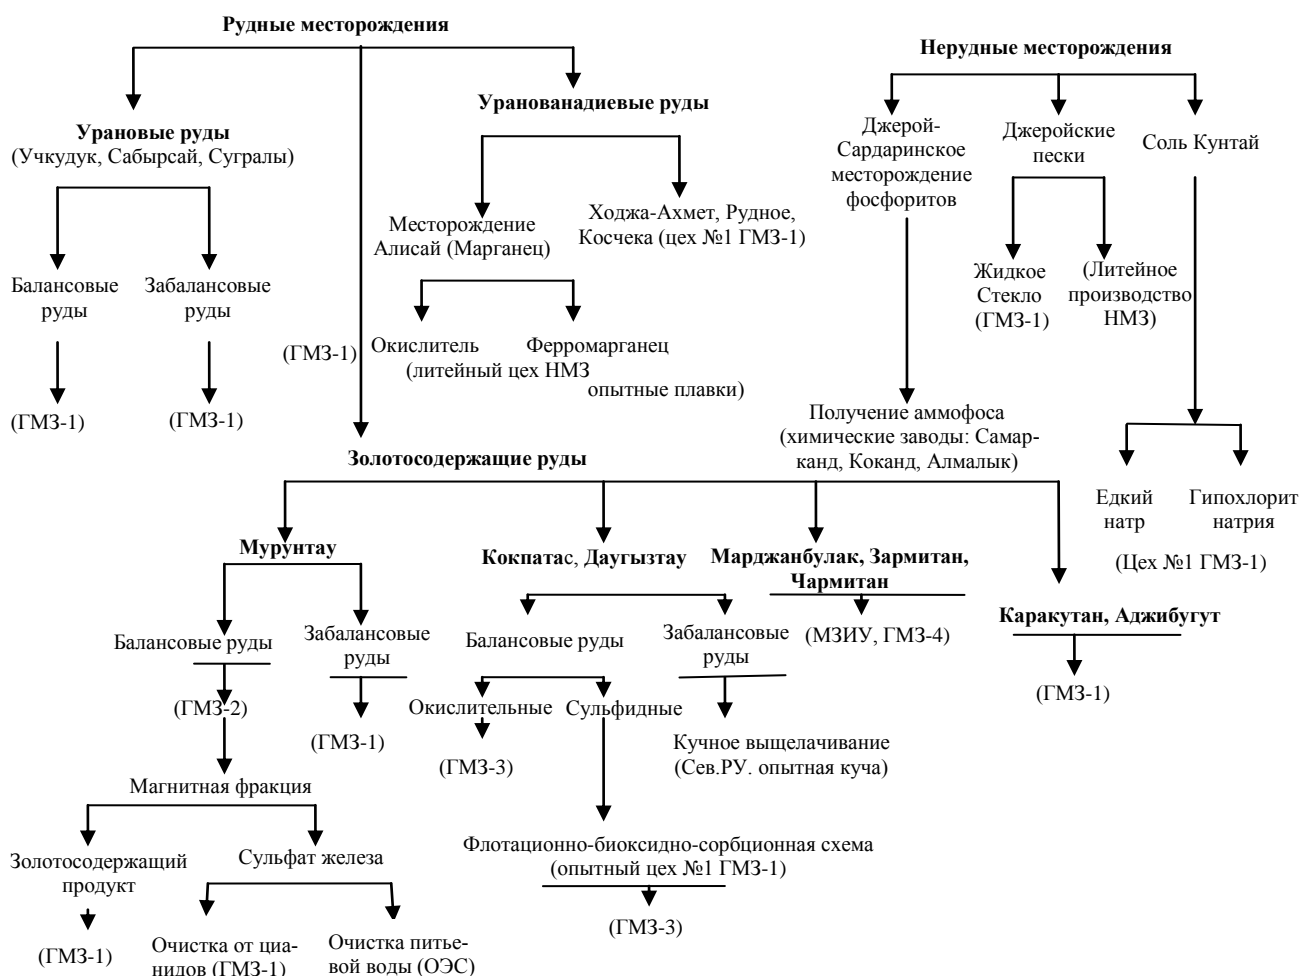 Рудные месторождения
Нерудные месторождения
Урановые руды
(Учкудук, Сабырсай, Сугралы)
Балансовые
руды
Забалансовые
руды
(ГМЗ-1)
(ГМЗ-1)
(ГМЗ-1)
Урановaнадиевые руды
Месторождение
Алисай (Марганец)
Ходжа-Ахмет, Рудное,
Косчека (цех №1 ГМЗ-1)
Окислитель
Ферромарганец
(литейный цех НМЗ
опытные плавки)
Джерой-
Сардаринское
месторождение
фосфоритов
Джеройские
пески
Соль Кунтай
Жидкое
Стекло
(ГМЗ-1)
(Литейное
производство
НМЗ)
Получение аммофоса
(химические заводы: Самар-
канд, Коканд, Алмалык)
Едкий
натр
Гипохлорит
натрия
(Цех №1 ГМЗ-1)
Золотосодержащие руды
Мурунтау
Балансовые руды
Забалансовые
руды
(ГМЗ-2)
(ГМЗ-1)
Магнитная фракция
Золотосодержащий
продукт
Сульфат железа
(ГМЗ-1)
Очистка от циа-
нидов (ГМЗ-1)
Очистка питье-
вой воды (ОЭС)
Кокпатас, Даугызтау
Балансовые руды
Забалансовые
руды
Окислительные
Сульфидные
(ГМЗ-3)
Кучное выщелачивание
(Сев.РУ. опытная куча)
Флотационно-биоксидно-сорбционная схема
(опытный цех №1 ГМЗ-1)
(ГМЗ-3)
Марджанбулак, Зармитан,
Чармитан
(МЗИУ, ГМЗ-4)
Каракутан, Аджибугут
(ГМЗ-1)